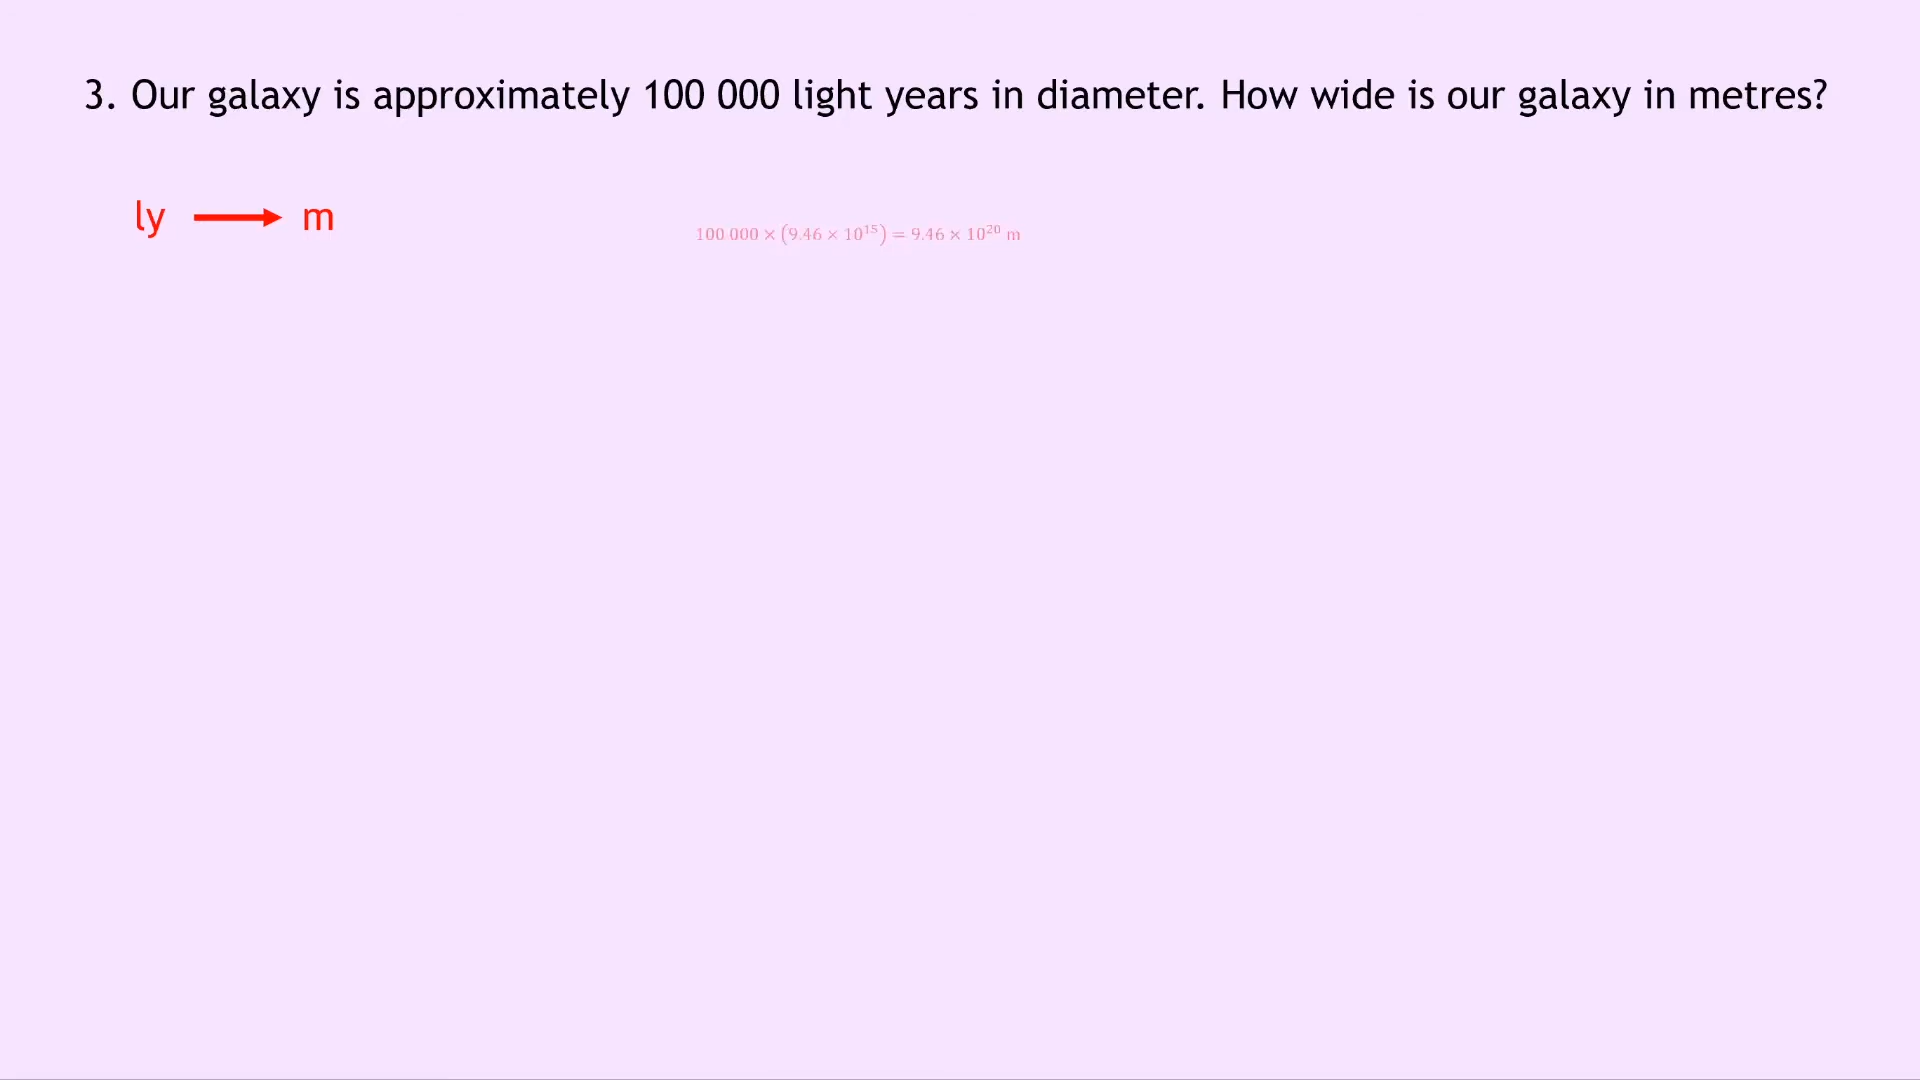 3. Our galaxy is approximately 100 000 light years in diameter. How wide is our galaxy in metres?
ly → m
100 000 × (9.46 × 10¹⁵) = 9.46 × 10²⁰ m